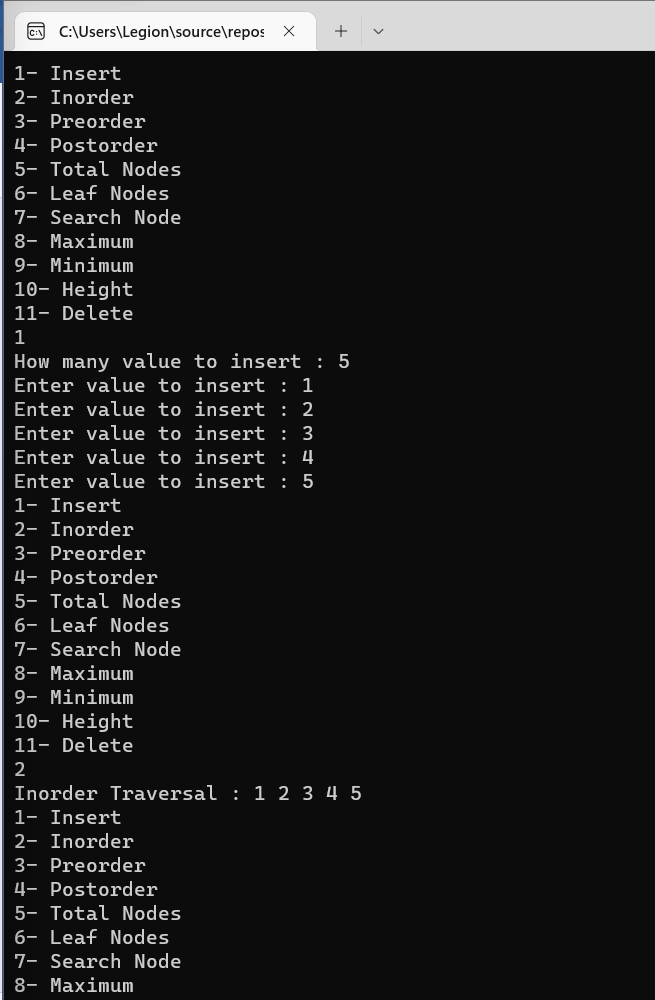 C:\Users\Legion\source\repos
1- Insert
2- Inorder
3- Preorder
4- Postorder
5- Total Nodes
6- Leaf Nodes
7- Search Node
8- Maximum
9- Minimum
10- Height
11- Delete
1
How many value to insert : 5
Enter value to insert : 1
Enter value to insert : 2
Enter value to insert : 3
Enter value to insert : 4
Enter value to insert : 5
1- Insert
2- Inorder
3- Preorder
4- Postorder
5- Total Nodes
6- Leaf Nodes
7- Search Node
8- Maximum
9- Minimum
10- Height
11- Delete
2
Inorder Traversal : 1 2 3 4 5
1- Insert
2- Inorder
3- Preorder
4- Postorder
5- Total Nodes
6- Leaf Nodes
7- Search Node
8- Maximum